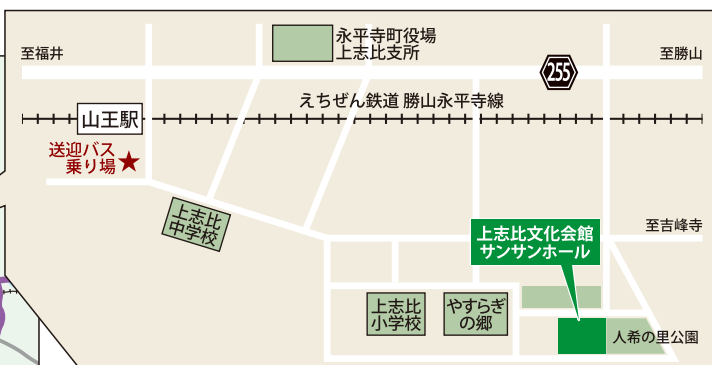 永平寺町役場
上志比支所
至福井
至勝山
255
えちぜん鉄道 勝山永平寺線
山王駅
送迎バス
乗り場★
上志比
中学校
至吉峰寺
上志比文化会館
サンサンホール
上志比
小学校
やすらぎ
の郷
人希の里公園